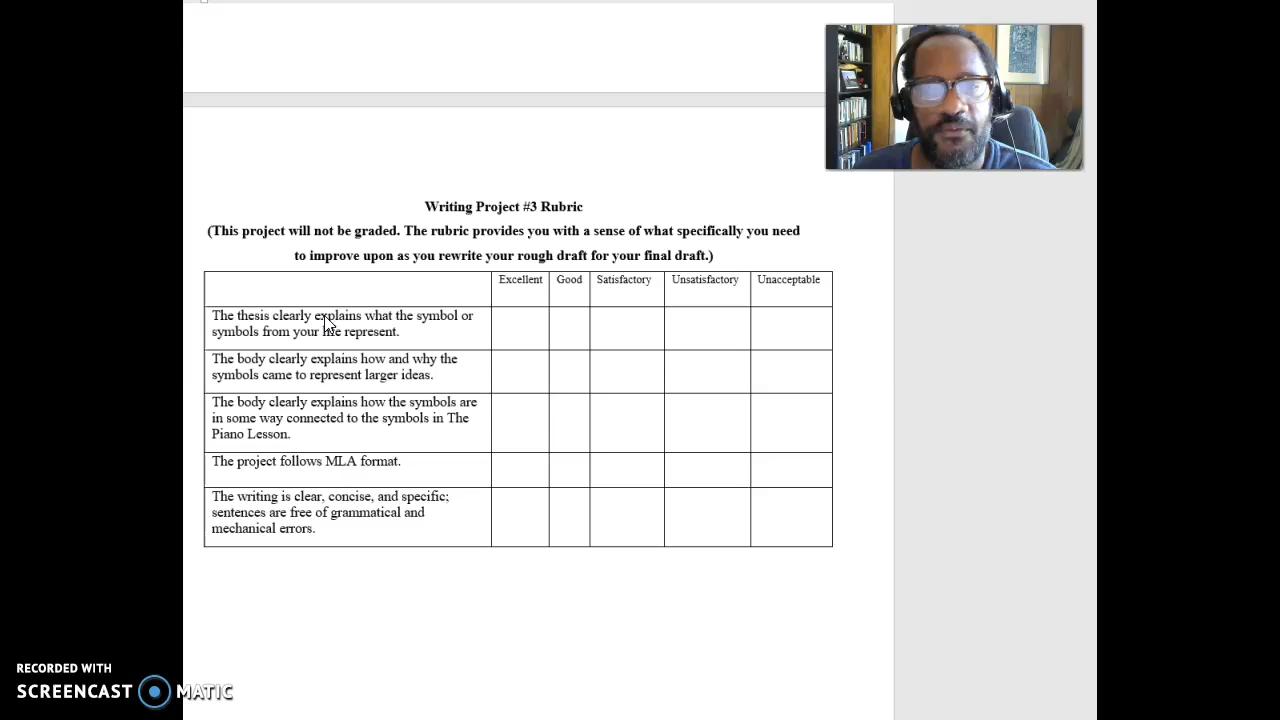 Writing Project #3 Rubric
(This project will not be graded. The rubric provides you with a sense of what specifically you need
to improve upon as you rewrite your rough draft for your final draft.)
Excellent Good Satisfactory Unsatisfactory Unacceptable
The thesis clearly explains what the symbol or
symbols from your life represent.
The body clearly explains how and why the
symbols came to represent larger ideas.
The body clearly explains how the symbols are
in some way connected to the symbols in The
Piano Lesson.
The project follows MLA format.
The writing is clear, concise, and specific;
sentences are free of grammatical and
mechanical errors.
RECORDED WITH
SCREENCAST MATIC